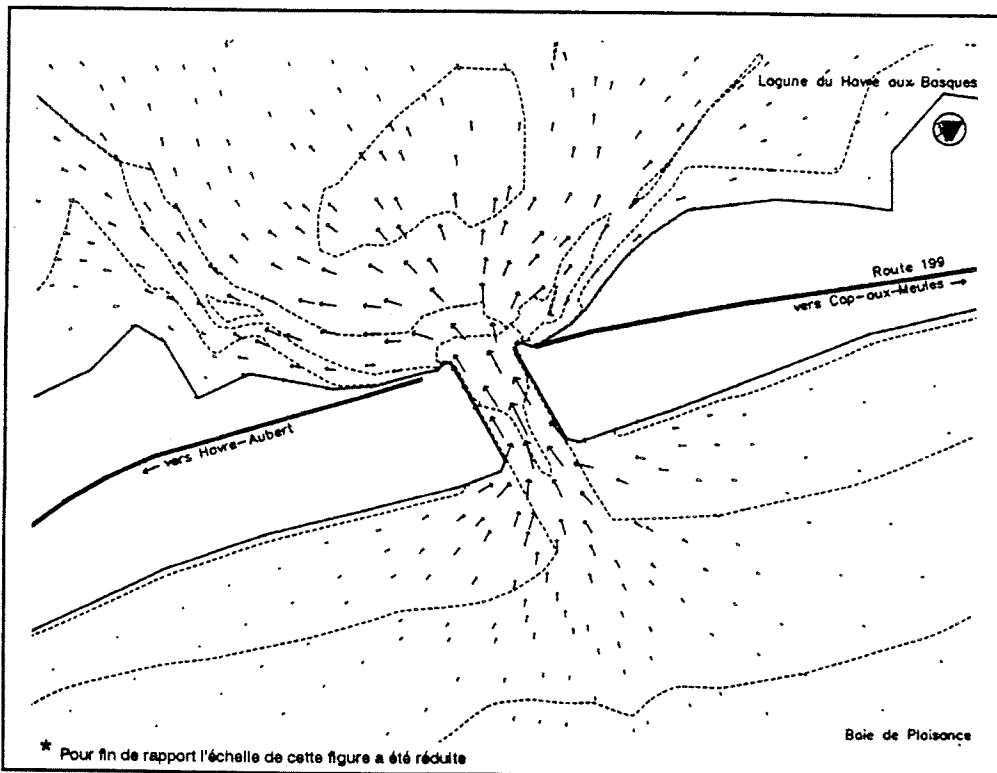 Lagune du Havre aux Basques
Route 199
vers Cap-aux-Meules →
← vers Havre-Aubert
Baie de Plaisance
* Pour fin de rapport l'échelle de cette figure a été réduite